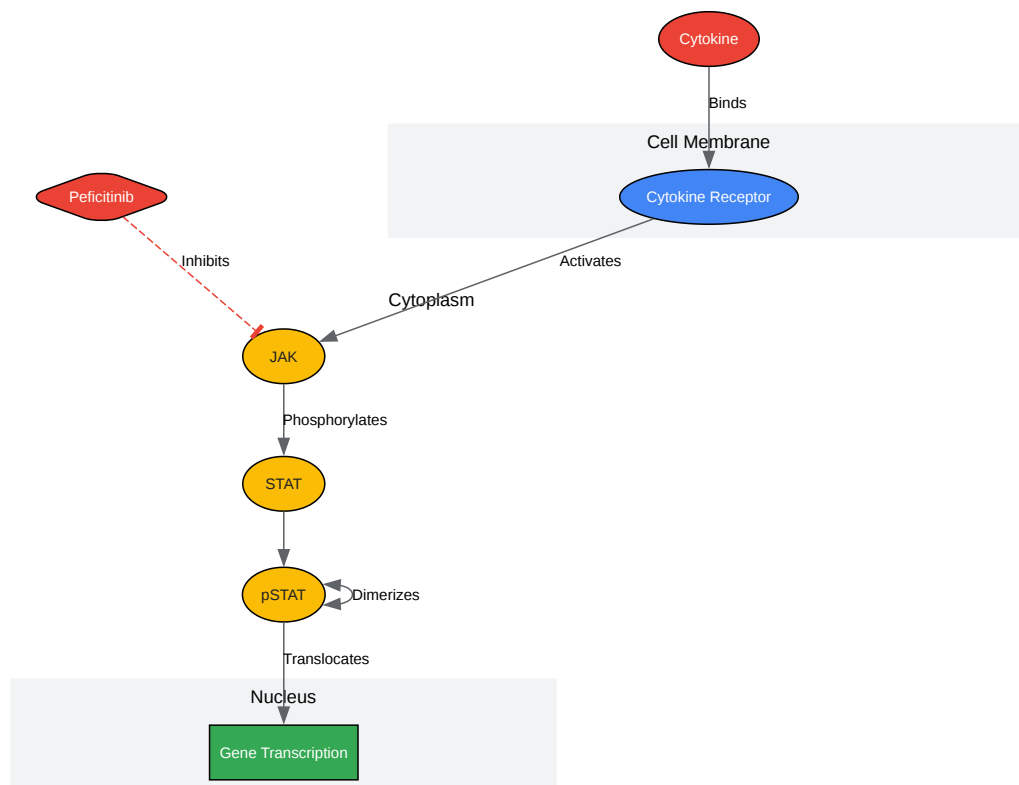 Cytokine
Binds
Cell Membrane
Peficitinib
Cytokine Receptor
Inhibits
Activates
Cytoplasm
JAK
Phosphorylates
STAT
pSTAT
Dimerizes
Translocates
Nucleus
Gene Transcription